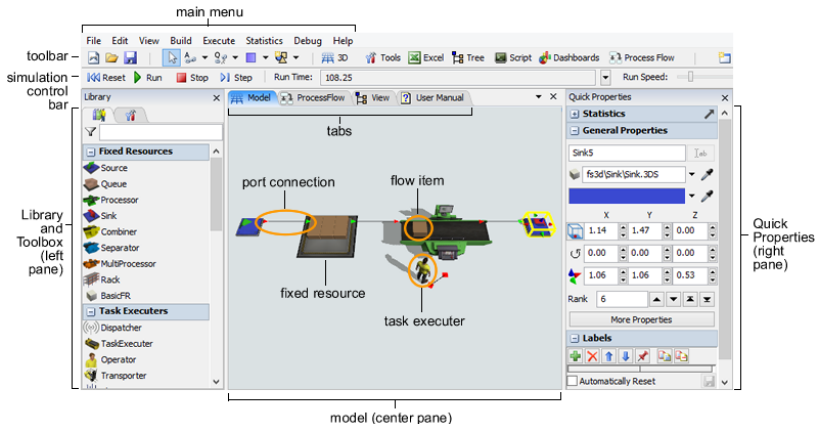 main menu
File Edit View Build Execute Statistics Debug Help
toolbar
3D Tools Excel Tree Script Dashboards Process Flow
simulation control bar
Reset Run Stop Step Run Time: 108.25 Run Speed:
Library
Model ProcessFlow View User Manual
Quick Properties
tabs
Statistics
General Properties
Fixed Resources
Source
Queue
Processor
Sink
Combiner
Separator
MultiProcessor
Rack
BasicFR
Task Executers
Dispatcher
TaskExecuter
Operator
Transporter
Library and Toolbox (left pane)
port connection
flow item
fixed resource
task executer
Sink5
fs3d\Sink\Sink.3DS
X Y Z
1.14 1.47 0.00
0.00 0.00 0.00
1.06 1.06 0.53
Rank 6
More Properties
Labels
Automatically Reset
Quick Properties (right pane)
model (center pane)